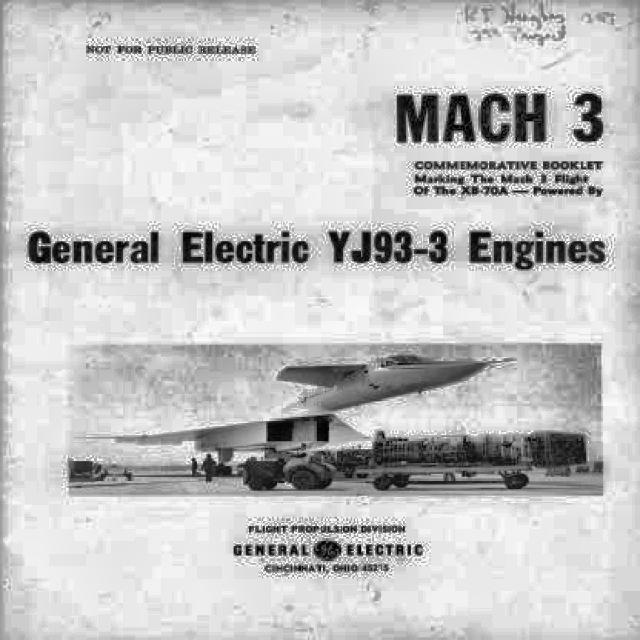 NOT FOR PUBLIC RELEASE
MACH 3
COMMEMORATIVE BOOKLET
Marking The Mach 3 Flight
Of The XB-70A — Powered By
General Electric YJ93-3 Engines
FLIGHT PROPULSION DIVISION
GENERAL GE ELECTRIC
CINCINNATI, OHIO 45215